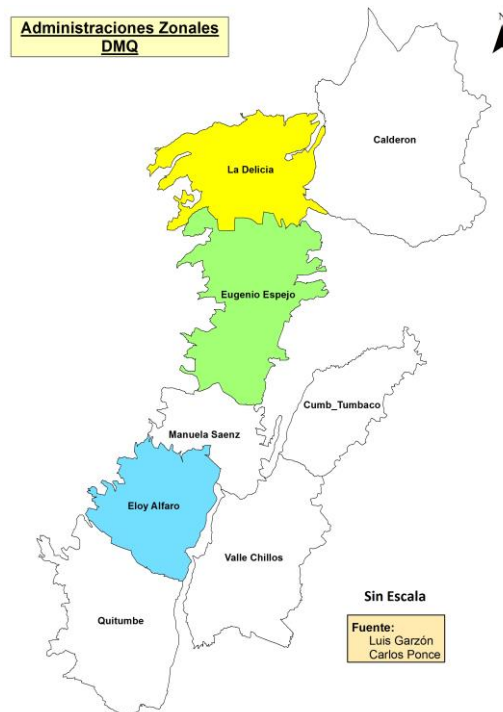 Administraciones Zonales
DMQ
N
Calderon
La Delicia
Eugenio Espejo
Cumb_Tumbaco
Manuela Saenz
Eloy Alfaro
Valle Chillos
Quitumbe
Sin Escala
Fuente:
Luis Garzón
Carlos Ponce